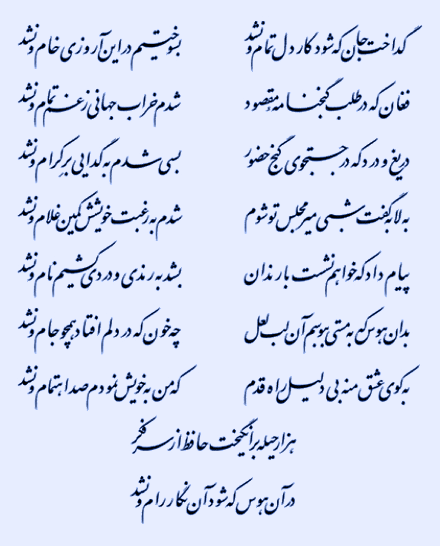 گداخت جان که شود کار دل تمام و نشد بسوختیم در این آرزوی خام و نشد
فغان که در طلب گنجنامه مقصود شدم خراب جهانی ز غم تمام و نشد
دریغ و درد که در جستجوی گنج حضور بسی شدم به گدایی بر کرام و نشد
به لابه گفت شبی میر مجلس تو شوم شدم به رغبت خویشش کمین غلام و نشد
پیام داد که خواهم نشست با رندان بشد به رندی و دردی کشیم نام و نشد
بدان هوس که به مستی ببوسم آن لب لعل چه خون که در دلم افتاد همچو جام و نشد
به کوی عشق منه بی دلیل راه قدم که من به خویش نمودم صد اهتمام و نشد
هزار حیله برانگیخت حافظ از سر فکر
در آن هوس که شود آن نگار رام و نشد